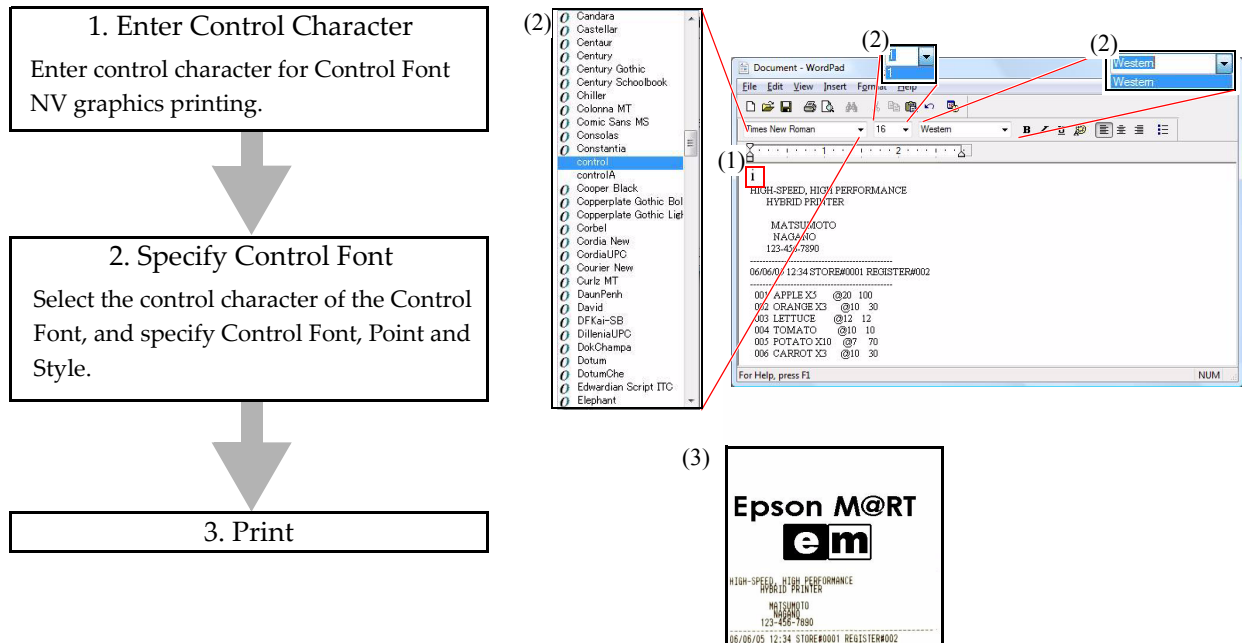 1. Enter Control Character
Enter control character for Control Font
NV graphics printing.
2. Specify Control Font
Select the control character of the Control
Font, and specify Control Font, Point and
Style.
3. Print
(2)
Candara
Castellar
Centaur
Century
Century Gothic
Century Schoolbook
Chiller
Colonna MT
Comic Sans MS
Consolas
Constantia
control
controlA
Cooper Black
Copperplate Gothic Bol
Copperplate Gothic Ligh
Corbel
Cordia New
CordiaUPC
Courier New
Curlz MT
DaunPenh
David
DFKai-SB
DilleniaUPC
DokChampa
Dotum
DotumChe
Edwardian Script ITC
Elephant
(2)
1
(2)
Western
Western
Document - WordPad
File Edit View Insert Format Help
Times New Roman 16 Western B I U
1 2
(1)
i
HIGH-SPEED, HIGH PERFORMANCE
HYBRID PRINTER
MATSUMOTO
NAGANO
123-456-7890
06/06/05 12:34 STORE#0001 REGISTER#002
001 APPLE X5 @20 100
002 ORANGE X3 @10 30
003 LETTUCE @12 12
004 TOMATO @10 10
005 POTATO X10 @7 70
006 CARROT X3 @10 30
For Help, press F1 NUM
(3)
Epson M@RT
em
HIGH-SPEED, HIGH PERFORMANCE
HYBRID PRINTER
MATSUMOTO
NAGANO
123-456-7890
06/06/05 12:34 STORE#0001 REGISTER#002